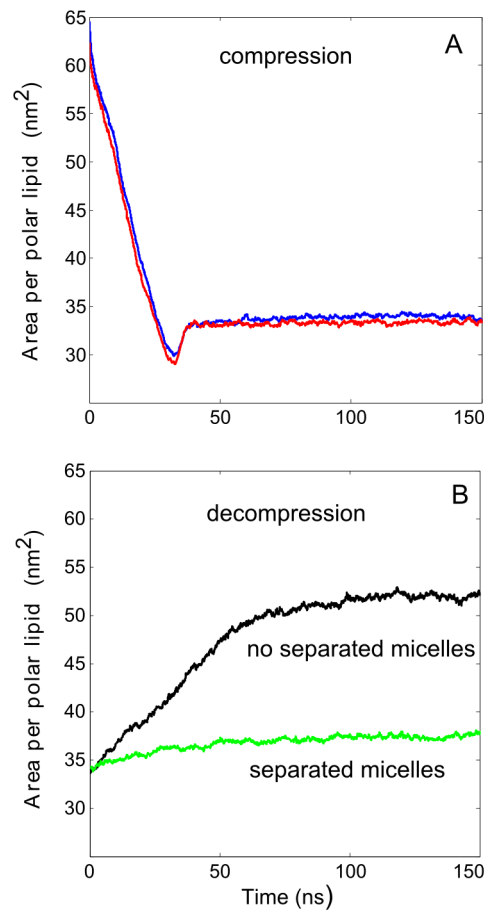 A
compression
Area per polar lipid (nm2)
65
60
55
50
45
40
35
30
0
50
100
150
B
decompression
no separated micelles
separated micelles
Area per polar lipid (nm2)
65
60
55
50
45
40
35
30
0
50
100
150
Time (ns)